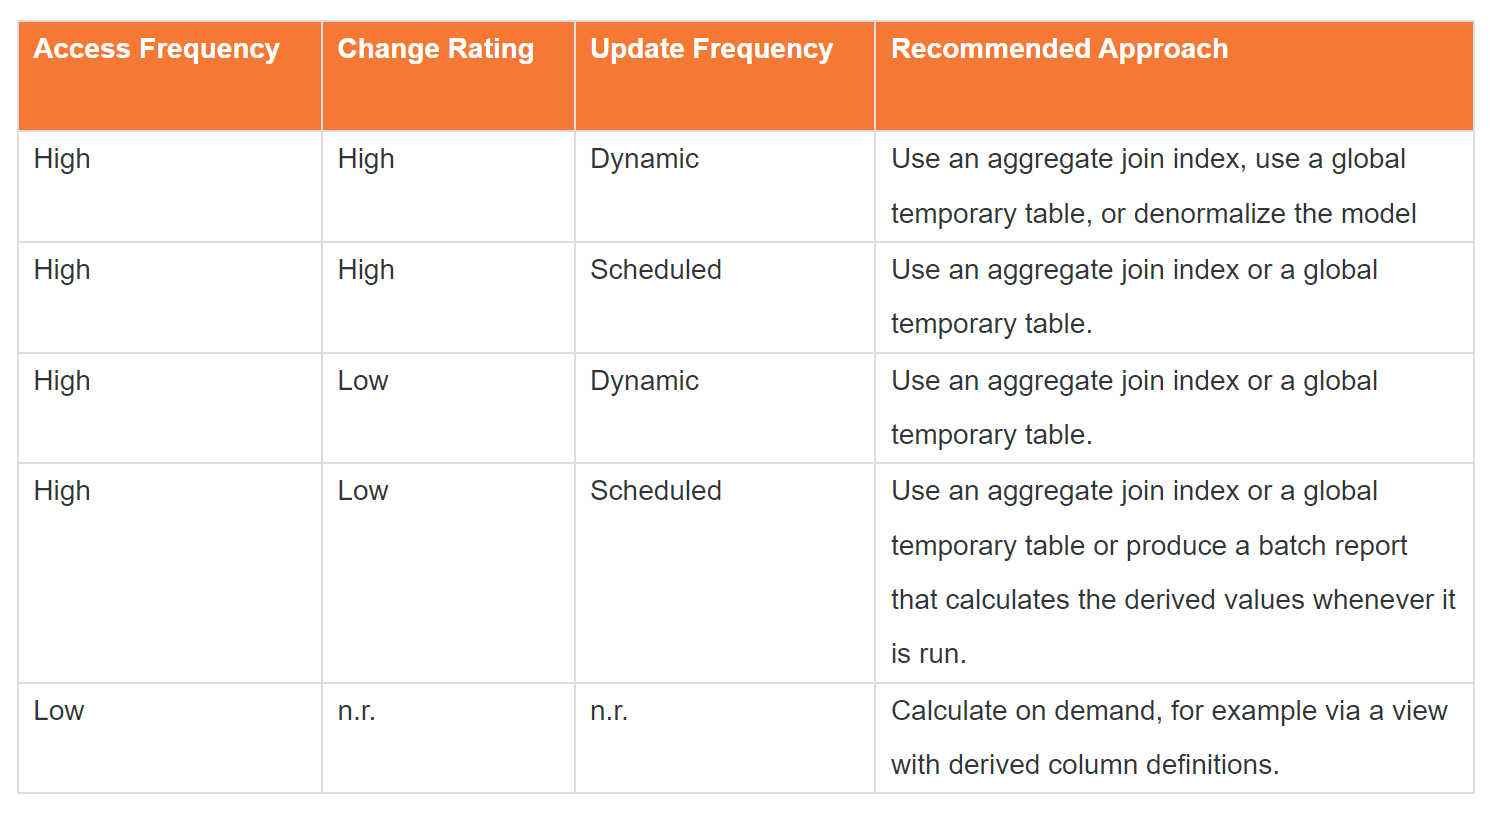 Access Frequency Change Rating Update Frequency Recommended Approach
High High Dynamic Use an aggregate join index, use a global
temporary table, or denormalize the model
High High Scheduled Use an aggregate join index or a global
temporary table.
High Low Dynamic Use an aggregate join index or a global
temporary table.
High Low Scheduled Use an aggregate join index or a global
temporary table or produce a batch report
that calculates the derived values whenever it
is run.
Low n.r. n.r. Calculate on demand, for example via a view
with derived column definitions.